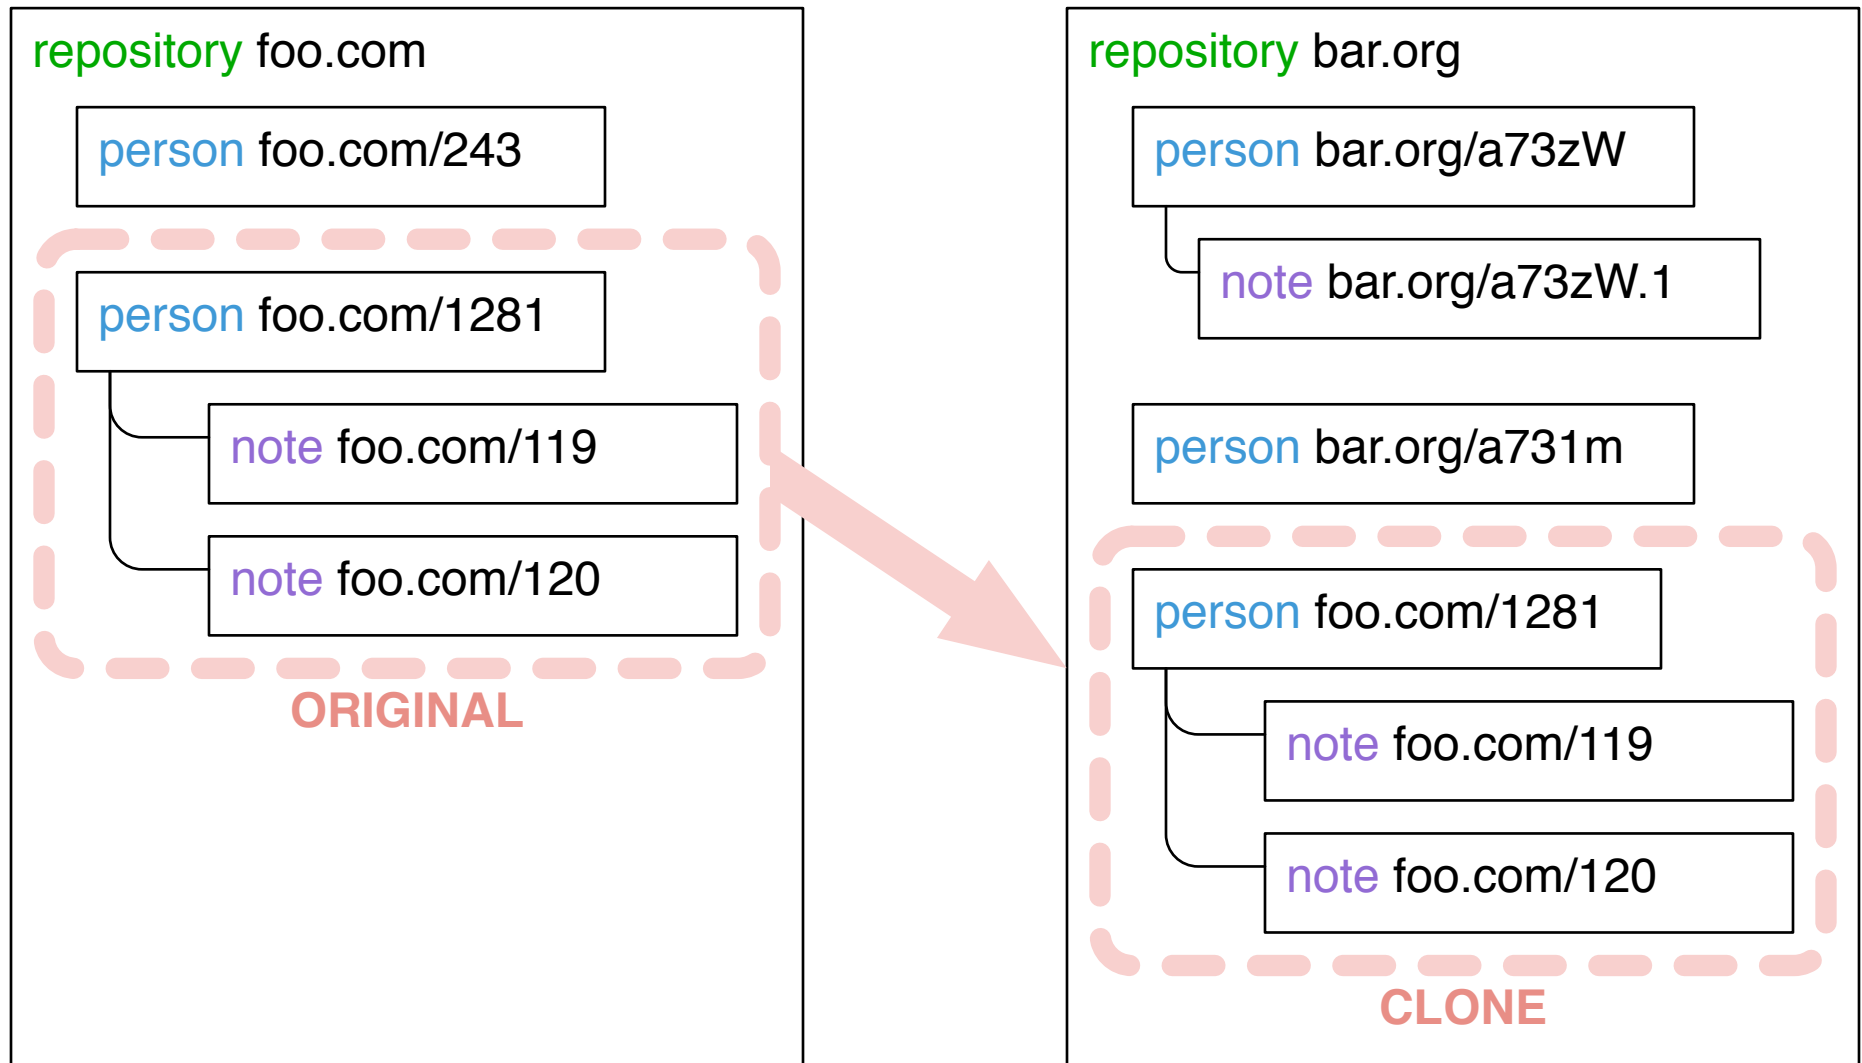 repository foo.com
person foo.com/243
person foo.com/1281
note foo.com/119
note foo.com/120
ORIGINAL
repository bar.org
person bar.org/a73zW
note bar.org/a73zW.1
person bar.org/a731m
person foo.com/1281
note foo.com/119
note foo.com/120
CLONE